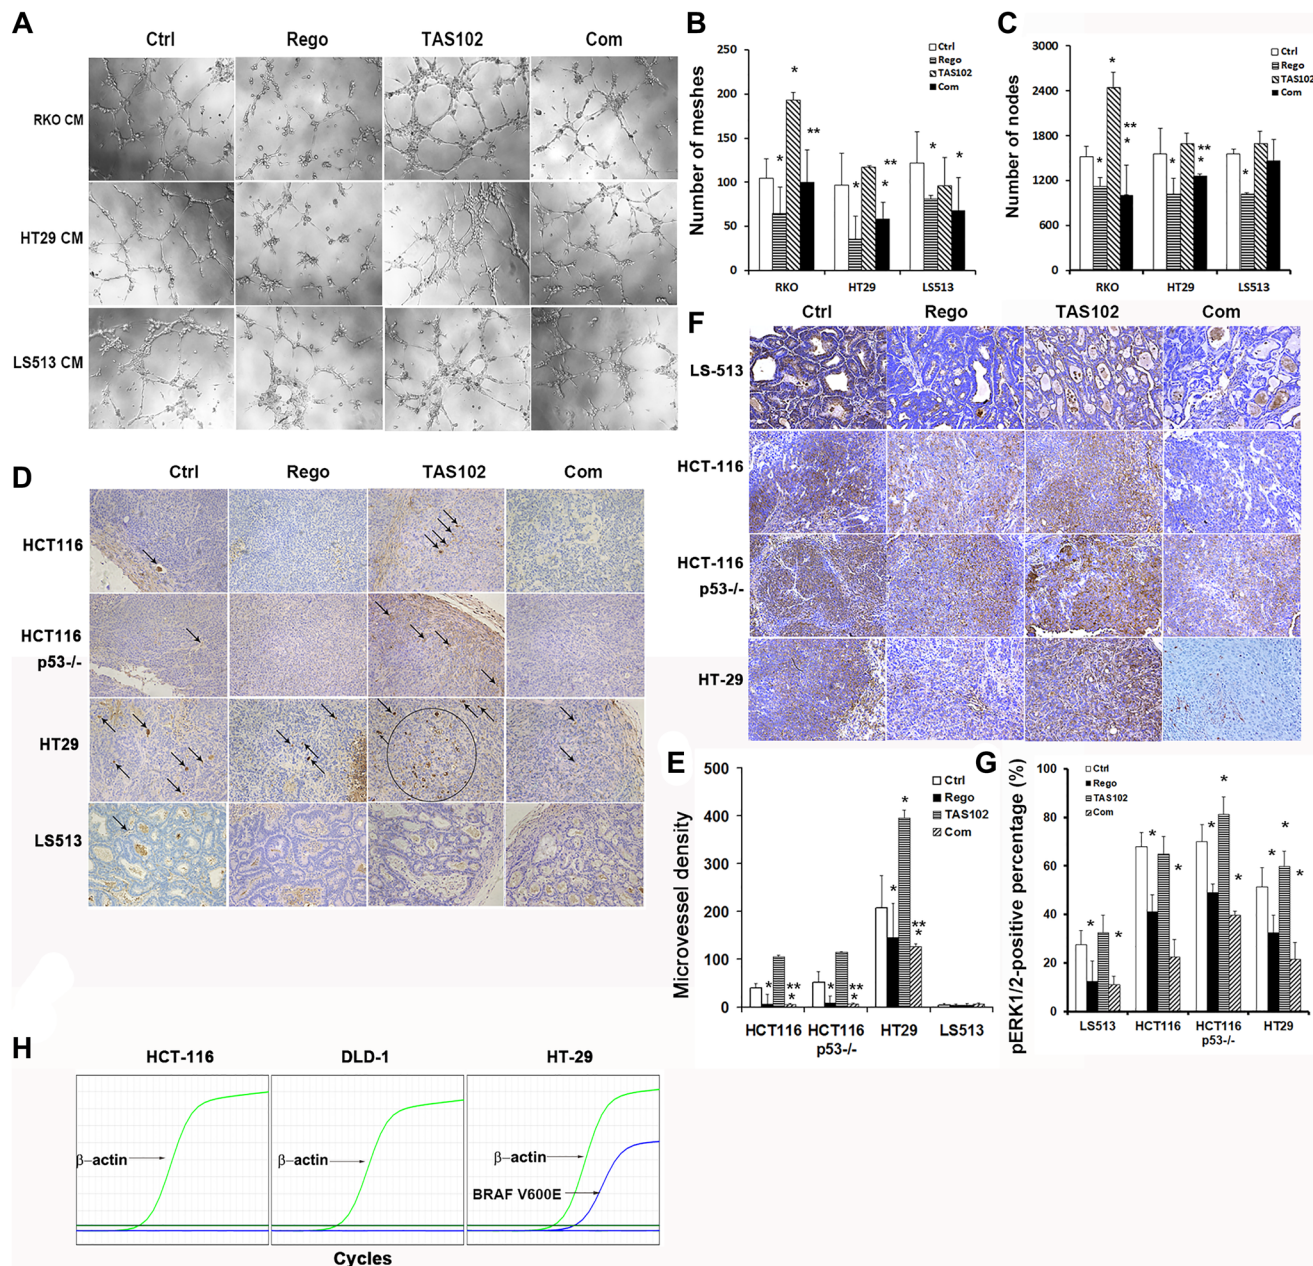 A
Ctrl Rego TAS102 Com
RKO CM
HT29 CM
LS513 CM
B
Number of meshes
250
200
150
100
50
0
Ctrl
Rego
TAS102
Com
*
*
**
*
**
*
*
*
RKO HT29 LS513
C
Number of nodes
3000
2400
1800
1200
600
0
Ctrl
Rego
TAS102
Com
*
*
**
*
*
**
*
*
RKO HT29 LS513
D
Ctrl Rego TAS102 Com
HCT116
HCT116
p53-/-
HT29
LS513
F
Ctrl Rego TAS102 Com
LS-513
HCT-116
HCT-116
p53-/-
HT-29
E
Microvessel density
500
400
300
200
100
0
Ctrl
Rego
TAS102
Com
*
**
*
*
**
*
*
*
**
*
HCT116 HCT116 HT29 LS513
p53-/-
G
pERK1/2-positive percentage (%)
100
80
60
40
20
0
Ctrl
Rego
TAS102
Com
*
*
*
*
*
*
*
*
*
*
LS513 HCT116 HCT116 HT29
p53-/-
H
HCT-116 DLD-1 HT-29
β-actin
β-actin
β-actin
BRAF V600E
Cycles